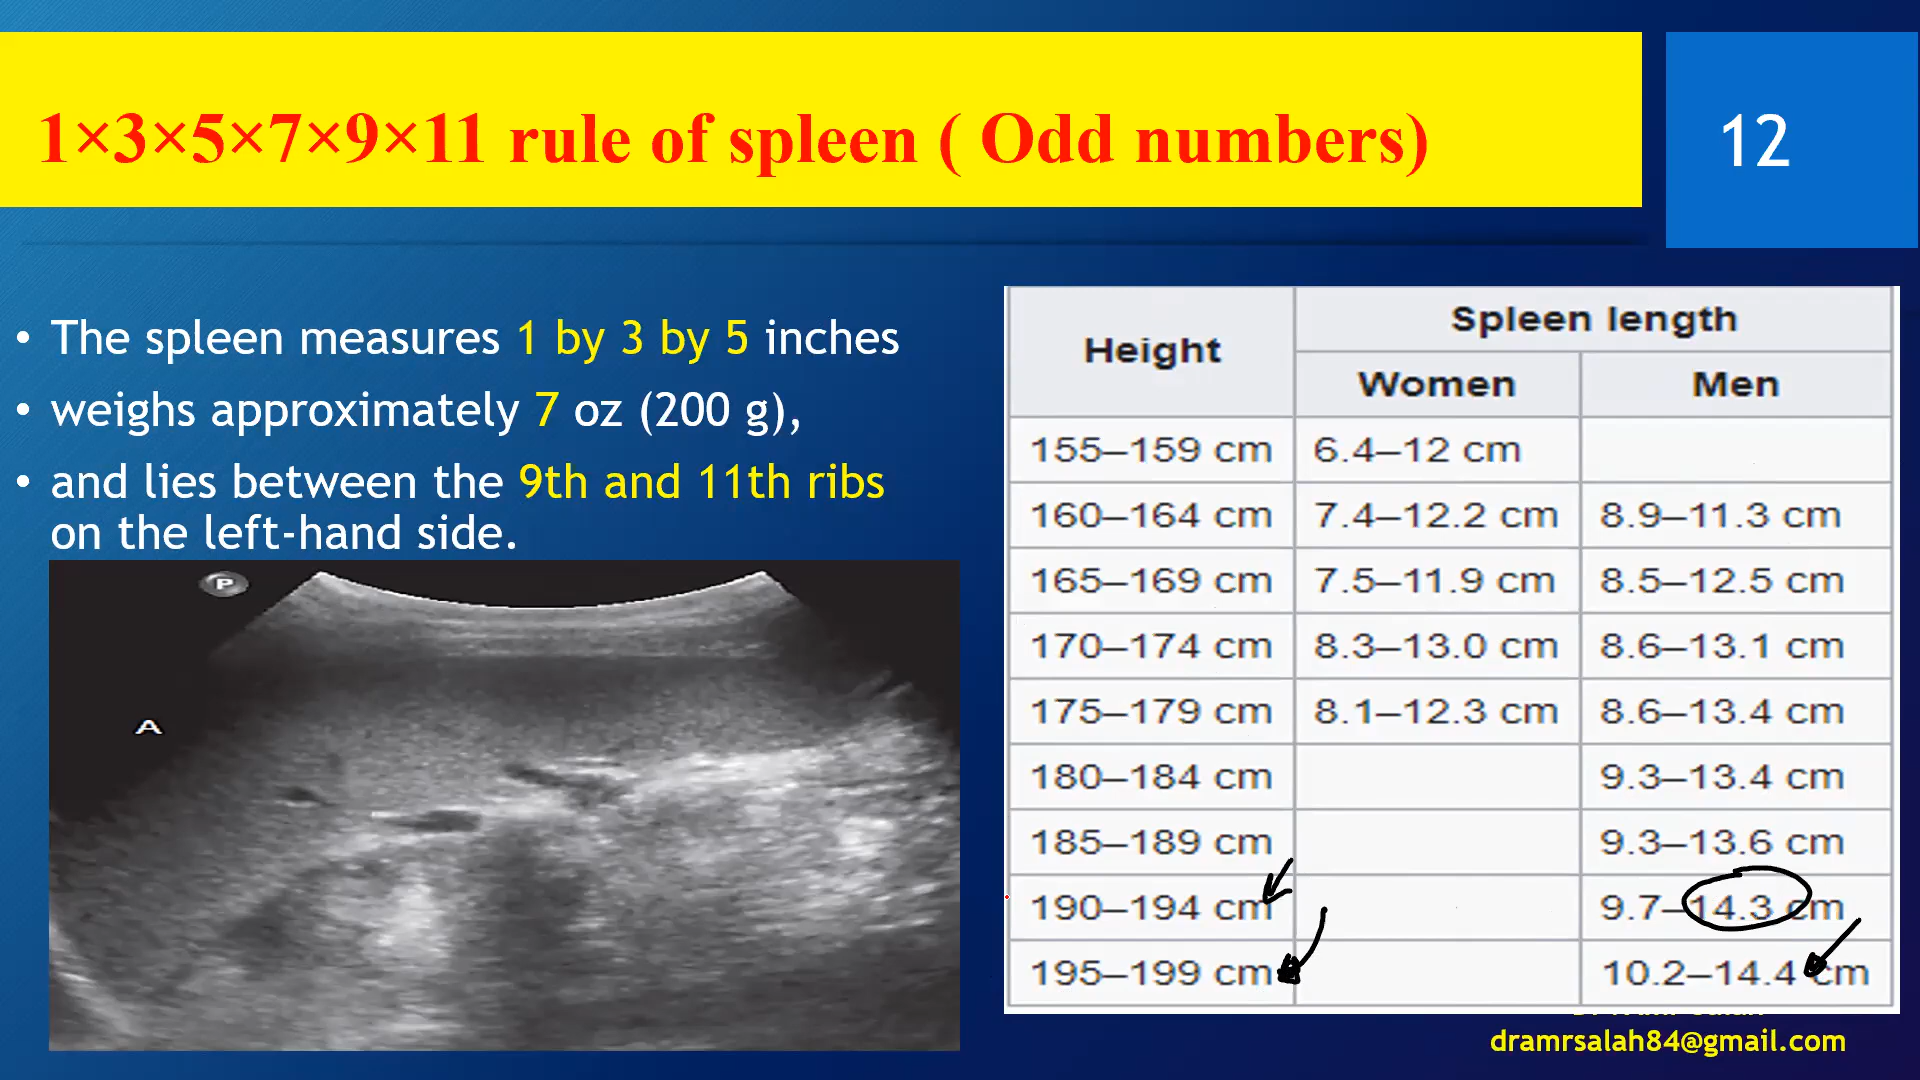 1×3×5×7×9×11 rule of spleen ( Odd numbers)
12
• The spleen measures 1 by 3 by 5 inches
• weighs approximately 7 oz (200 g),
• and lies between the 9th and 11th ribs
on the left-hand side.
P
A
Height Spleen length
Women Men
155–159 cm 6.4–12 cm
160–164 cm 7.4–12.2 cm 8.9–11.3 cm
165–169 cm 7.5–11.9 cm 8.5–12.5 cm
170–174 cm 8.3–13.0 cm 8.6–13.1 cm
175–179 cm 8.1–12.3 cm 8.6–13.4 cm
180–184 cm 9.3–13.4 cm
185–189 cm 9.3–13.6 cm
190–194 cm 9.7–14.3 cm
195–199 cm 10.2–14.4 cm
dramrsalah84@gmail.com